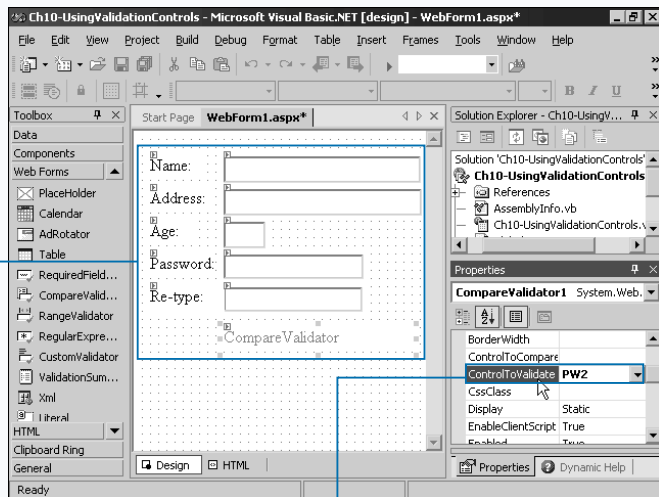 Ch10-UsingValidationControls - Microsoft Visual Basic.NET [design] - WebForm1.aspx*
File Edit View Project Build Debug Format Table Insert Frames Tools Window Help
B I U
Toolbox
Data
Components
Web Forms
PlaceHolder
Calendar
AdRotator
Table
RequiredField...
CompareValid...
RangeValidator
RegularExpre...
CustomValidator
ValidationSum...
Xml
Literal
HTML
Clipboard Ring
General
Start Page WebForm1.aspx*
Name:
Address:
Age:
Password:
Re-type:
CompareValidator
Design HTML
Solution Explorer - Ch10-UsingV...
Solution 'Ch10-UsingValidationControls'
Ch10-UsingValidationControls
References
AssemblyInfo.vb
Ch10-UsingValidationControls.v
Properties
CompareValidator1 System.Web.
BorderWidth
ControlToCompare
ControlToValidate PW2
CssClass
Display Static
EnableClientScript True
Enabled True
Properties Dynamic Help
Ready